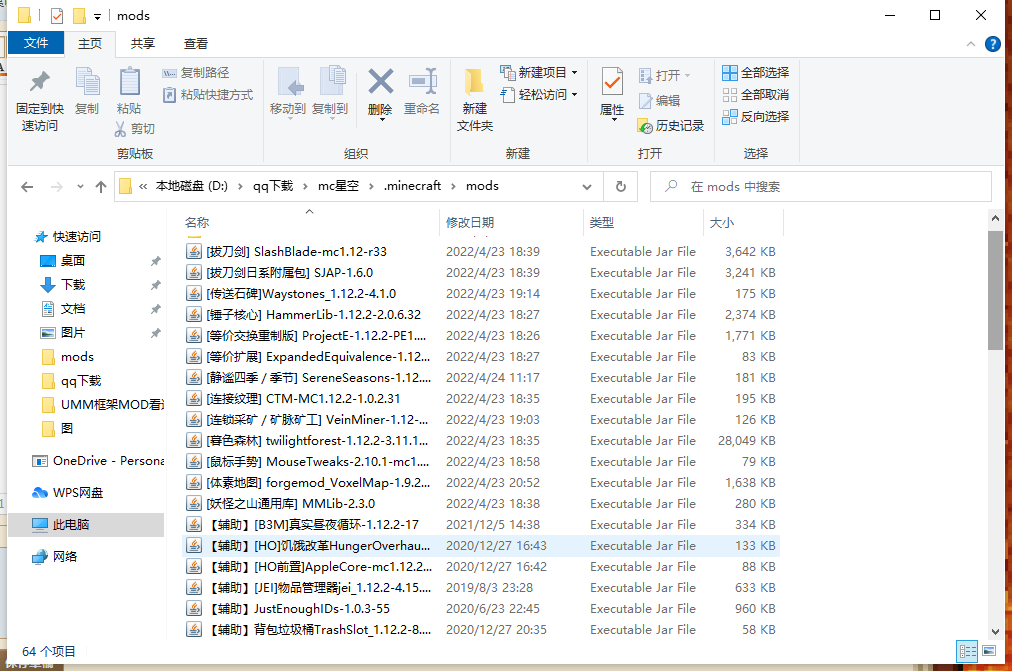 mods
文件 主页 共享 查看
固定到快速访问
复制
粘贴
复制路径
粘贴快捷方式
剪切
剪贴板
移动到
复制到
删除
重命名
组织
新建文件夹
新建项目
轻松访问
新建
属性
打开
编辑
历史记录
打开
全部选择
全部取消
反向选择
选择
« 本地磁盘 (D:) › qq下载 › mc星空 › .minecraft › mods
在 mods 中搜索
快速访问
桌面
下载
文档
图片
mods
qq下载
UMM框架MOD看
图
OneDrive - Persona
WPS网盘
此电脑
网络
名称 修改日期 类型 大小
[拔刀剑] SlashBlade-mc1.12-r33 2022/4/23 18:39 Executable Jar File 3,642 KB
[拔刀剑日系附属包] SJAP-1.6.0 2022/4/23 18:39 Executable Jar File 3,241 KB
[传送石碑]Waystones_1.12.2-4.1.0 2022/4/23 19:14 Executable Jar File 175 KB
[锤子核心] HammerLib-1.12.2-2.0.6.32 2022/4/23 18:27 Executable Jar File 2,374 KB
[等价交换重制版] ProjectE-1.12.2-PE1.... 2022/4/23 18:26 Executable Jar File 1,771 KB
[等价扩展] ExpandedEquivalence-1.12... 2022/4/23 18:27 Executable Jar File 83 KB
[静谧四季 / 季节] SereneSeasons-1.12.... 2022/4/24 11:17 Executable Jar File 181 KB
[连接纹理] CTM-MC1.12.2-1.0.2.31 2022/4/23 18:35 Executable Jar File 195 KB
[连锁采矿 / 矿脉矿工] VeinMiner-1.12-... 2022/4/23 19:03 Executable Jar File 126 KB
[暮色森林] twilightforest-1.12.2-3.11.1... 2022/4/23 18:35 Executable Jar File 28,049 KB
[鼠标手势] MouseTweaks-2.10.1-mc1.... 2022/4/23 18:58 Executable Jar File 79 KB
[体素地图] forgemod_VoxelMap-1.9.2... 2022/4/23 20:52 Executable Jar File 1,638 KB
[妖怪之山通用库] MMLib-2.3.0 2022/4/23 18:38 Executable Jar File 280 KB
【辅助】[B3M]真实昼夜循环-1.12.2-17 2021/12/5 14:38 Executable Jar File 334 KB
【辅助】[HO]饥饿改革HungerOverhau... 2020/12/27 16:43 Executable Jar File 133 KB
【辅助】[HO前置]AppleCore-mc1.12.2... 2020/12/27 16:42 Executable Jar File 88 KB
【辅助】[JEI]物品管理器jei_1.12.2-4.15.... 2019/8/3 23:28 Executable Jar File 633 KB
【辅助】JustEnoughIDs-1.0.3-55 2020/6/23 22:45 Executable Jar File 960 KB
【辅助】背包垃圾桶TrashSlot_1.12.2-8.... 2020/12/27 20:35 Executable Jar File 58 KB
64 个项目